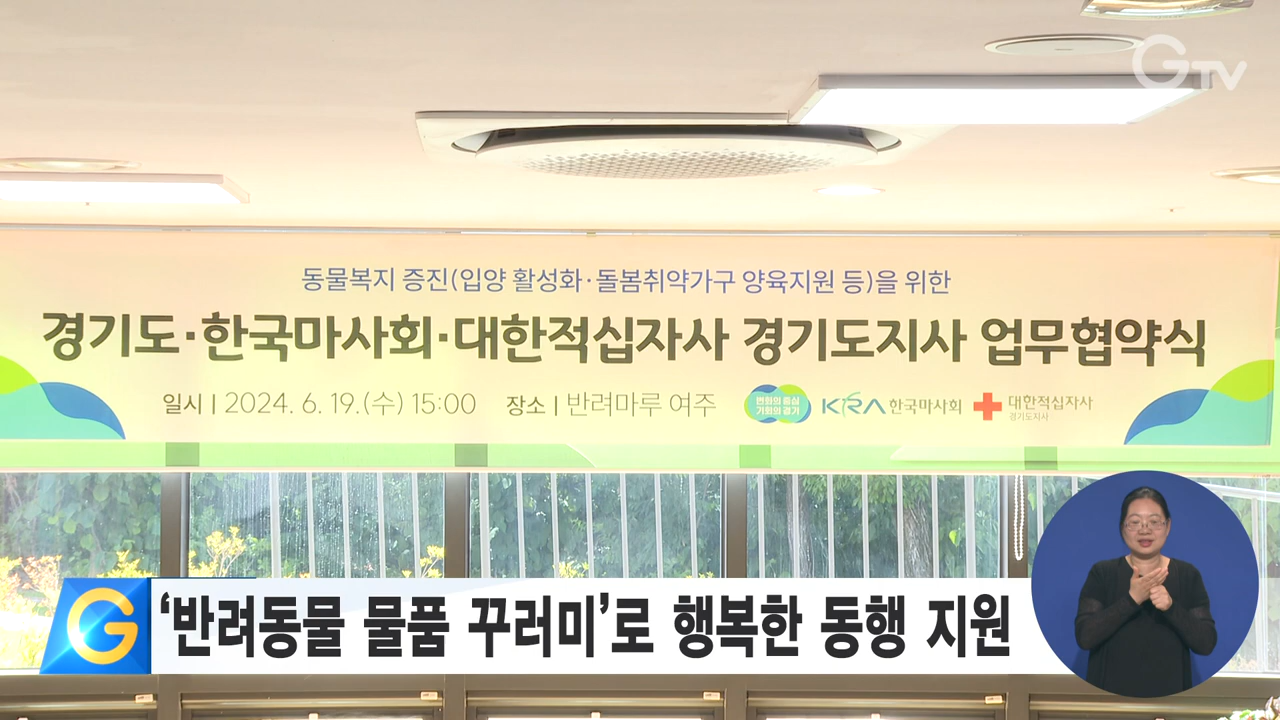 GTV
동물복지 증진(입양 활성화·돌봄취약가구 양육지원 등)을 위한
경기도·한국마사회·대한적십자사 경기도지사 업무협약식
일시 | 2024. 6. 19.(수) 15:00 장소 | 반려마루 여주
변화의 중심
기회의 경기
KRA 한국마사회
대한적십자사
경기도지사
G
‘반려동물 물품 꾸러미’로 행복한 동행 지원